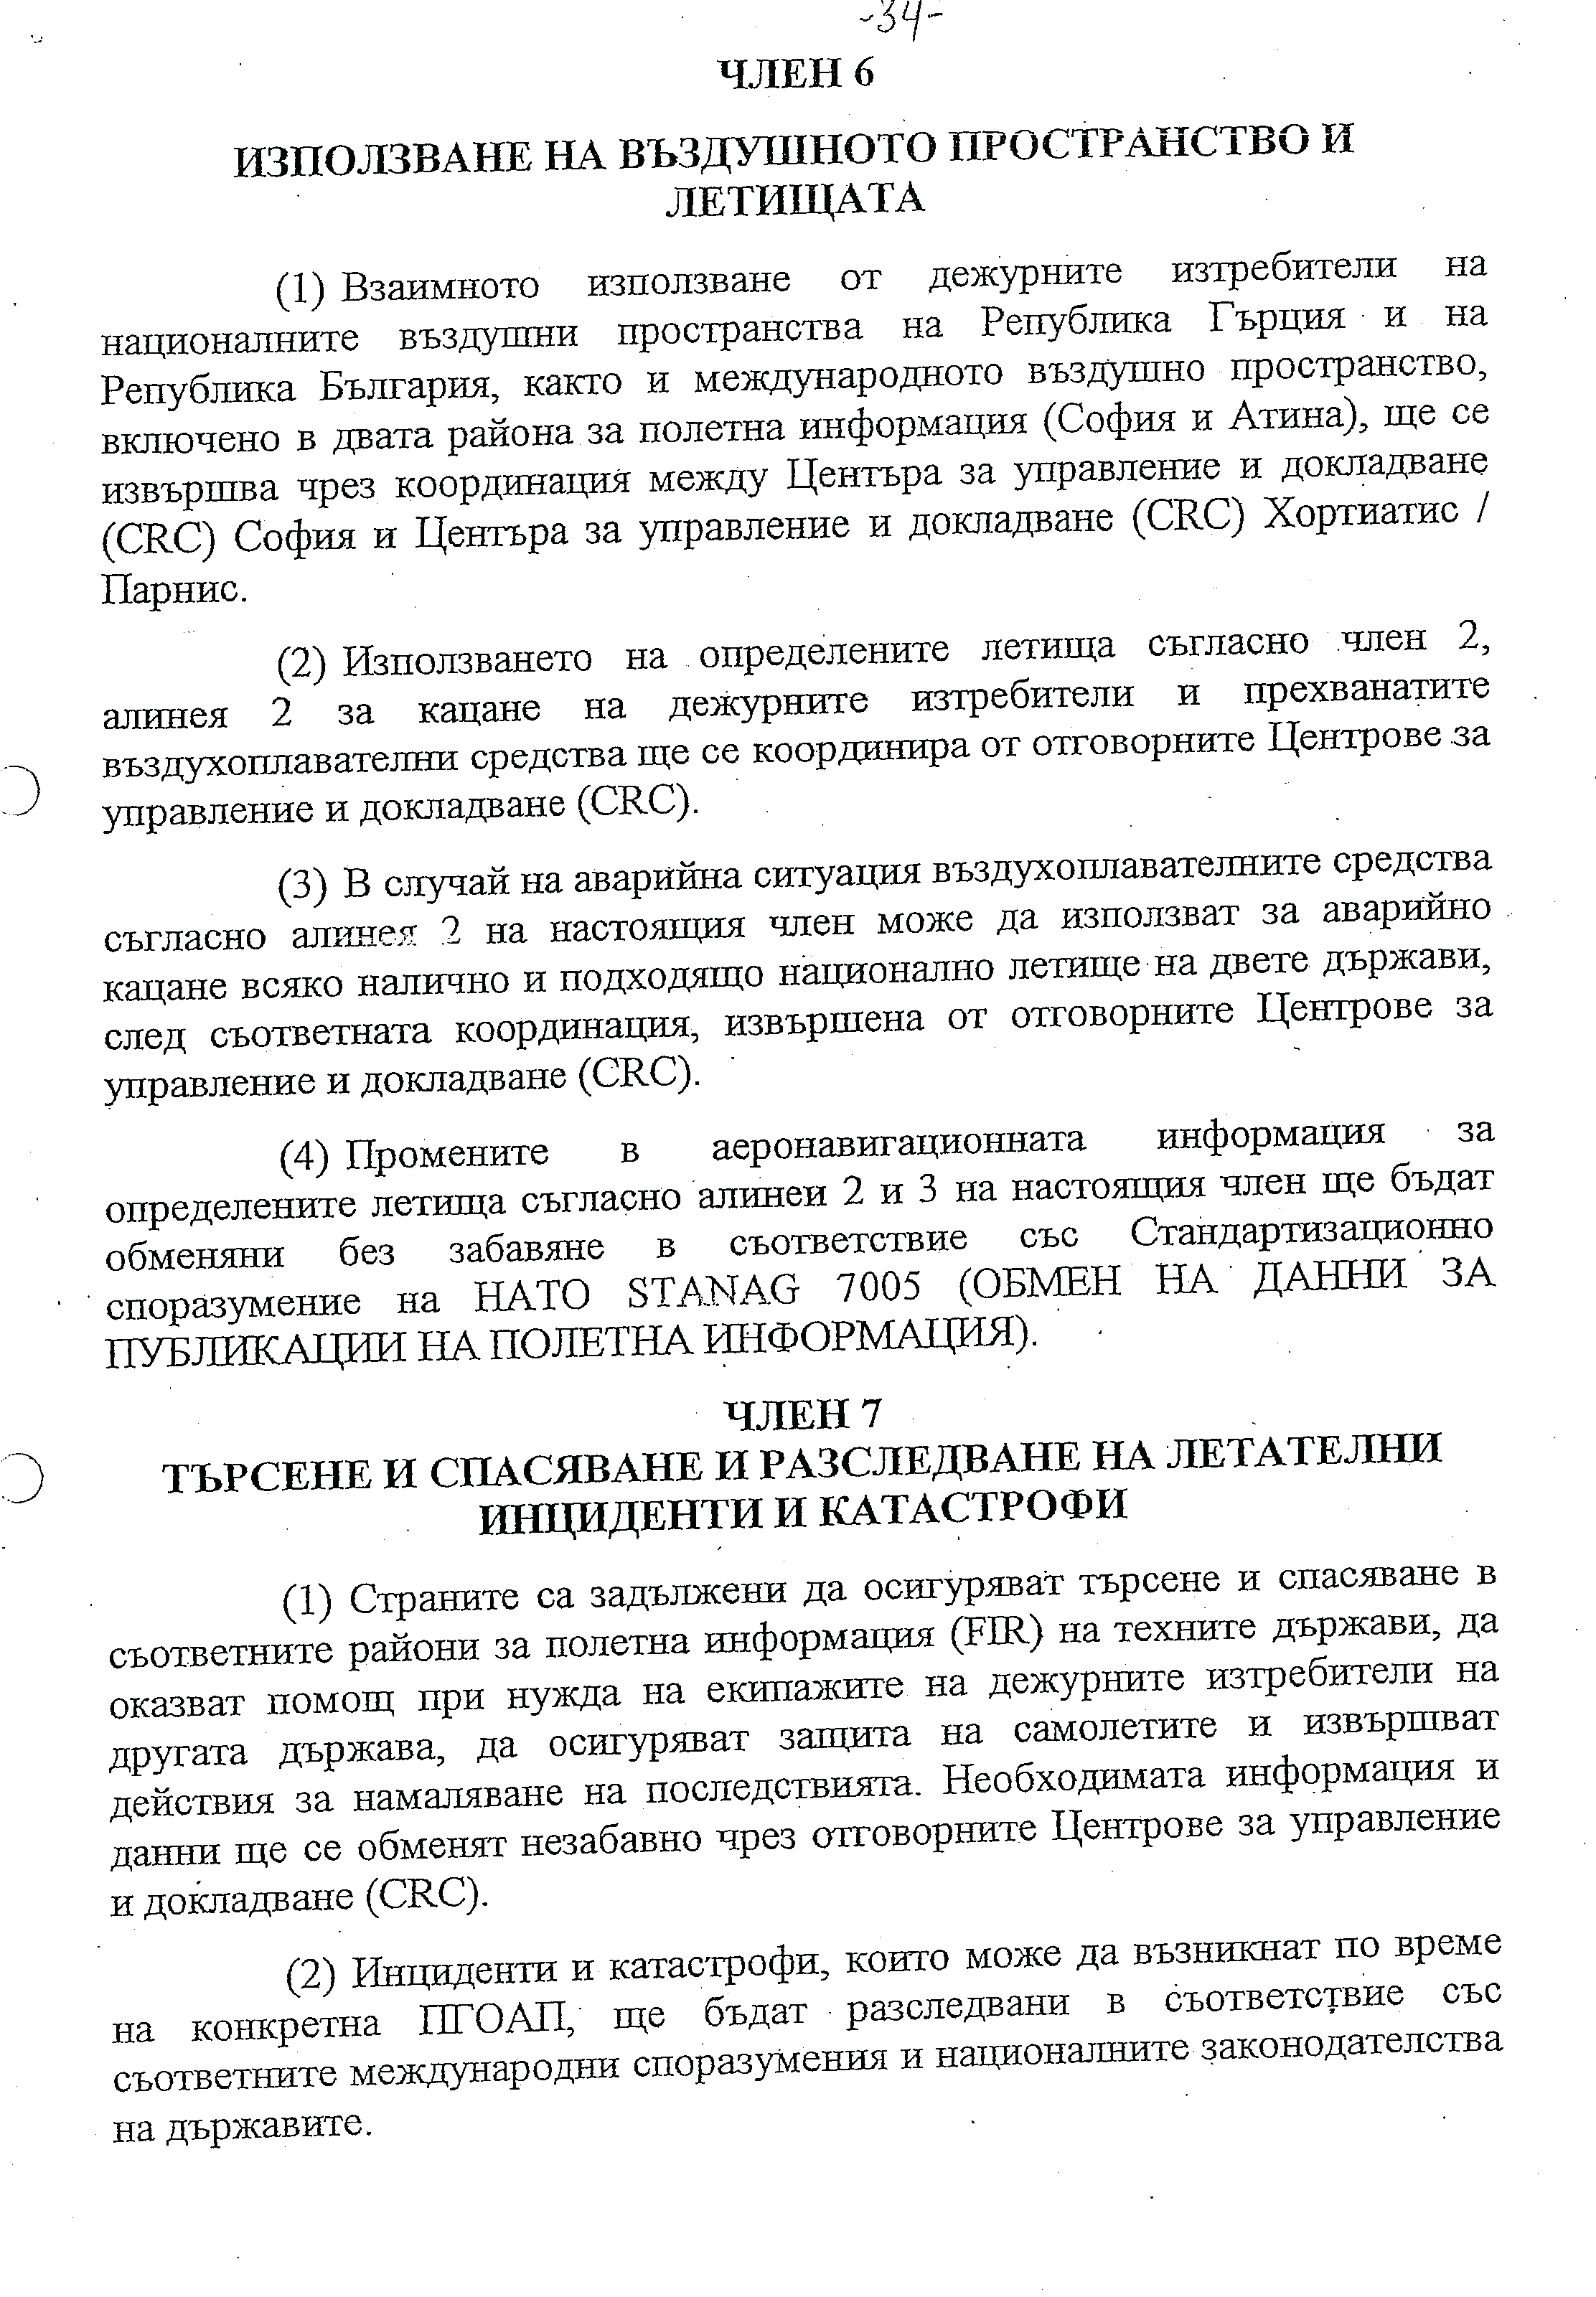 -34-
ЧЛЕН 6
ИЗПОЛЗВАНЕ НА ВЪЗДУШНОТО ПРОСТРАНСТВО И
ЛЕТИЩАТА
(1) Взаимното използване от дежурните изтребители на
националните въздушни пространства на Република Гърция и на
Република България, както и международното въздушно пространство,
включено в двата района за полетна информация (София и Атина), ще се
извършва чрез координация между Центъра за управление и докладване
(CRC) София и Центъра за управление и докладване (CRC) Хортиатис /
Парнис.
(2) Използването на определените летища съгласно член 2,
алинея 2 за кацане на дежурните изтребители и прехванатите
въздухоплавателни средства ще се координира от отговорните Центрове за
управление и докладване (CRC).
(3) В случай на аварийна ситуация въздухоплавателните средства
съгласно алинея 2 на настоящия член може да използват за аварийно
кацане всяко налично и подходящо национално летище на двете държави,
след съответната координация, извършена от отговорните Центрове за
управление и докладване (CRC).
(4) Промените в аеронавигационната информация за
определените летища съгласно алинеи 2 и 3 на настоящия член ще бъдат
обменяни без забавяне в съответствие със Стандартизационно
споразумение на НАТО STANAG 7005 (ОБМЕН НА ДАННИ ЗА
ПУБЛИКАЦИИ НА ПОЛЕТНА ИНФОРМАЦИЯ).
ЧЛЕН 7
ТЪРСЕНЕ И СПАСЯВАНЕ И РАЗСЛЕДВАНЕ НА ЛЕТАТЕЛНИ
ИНЦИДЕНТИ И КАТАСТРОФИ
(1) Страните са задължени да осигуряват търсене и спасяване в
съответните райони за полетна информация (FIR) на техните държави, да
оказват помощ при нужда на екипажите на дежурните изтребители на
другата държава, да осигуряват защита на самолетите и извършват
действия за намаляване на последствията. Необходимата информация и
данни ще се обменят незабавно чрез отговорните Центрове за управление
и докладване (CRC).
(2) Инциденти и катастрофи, които може да възникнат по време
на конкретна ПГОАП, ще бъдат разследвани в съответствие със
съответните международни споразумения и националните законодателства
на държавите.